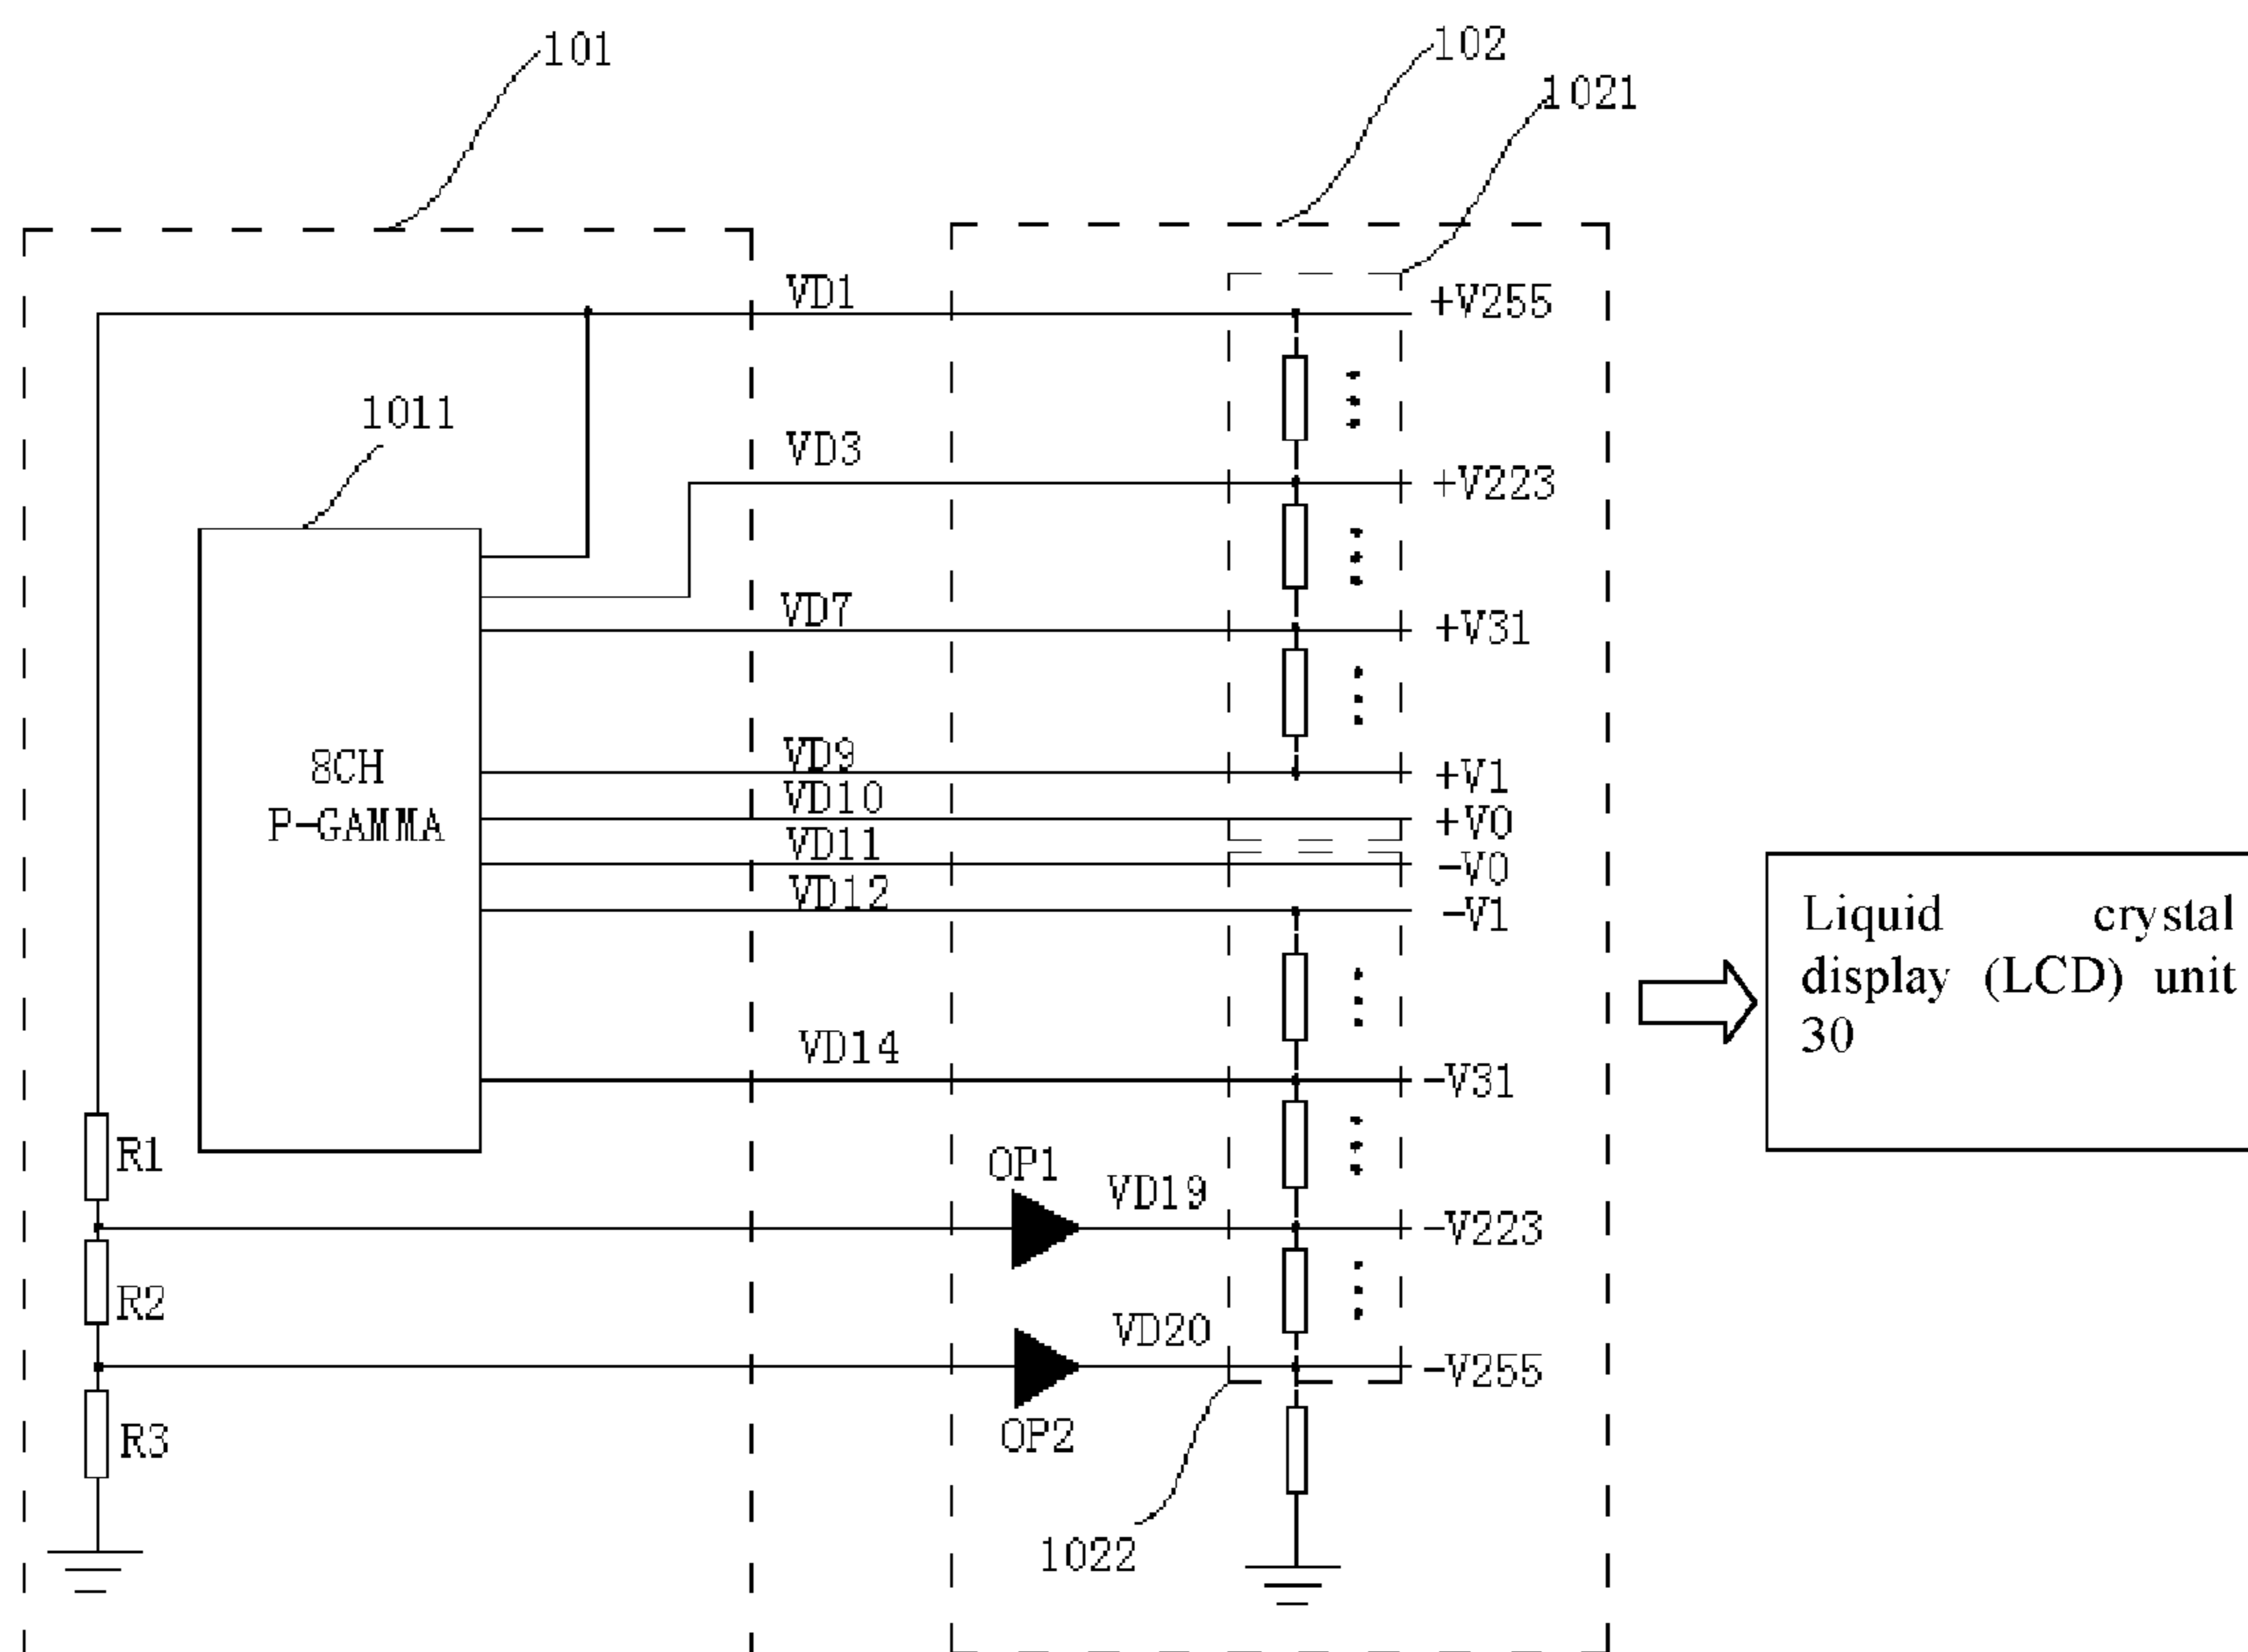 101
102
1021
VD1
+V255
1011
VD3
+V223
VD7
+V31
8CH
P-GAMMA
VD9
+V1
VD10
+V0
VD11
-V0
VD12
-V1
Liquid crystal
display (LCD) unit
30
VD14
-V31
R1
OP1
VD19
-V223
R2
VD20
-V255
R3
OP2
1022